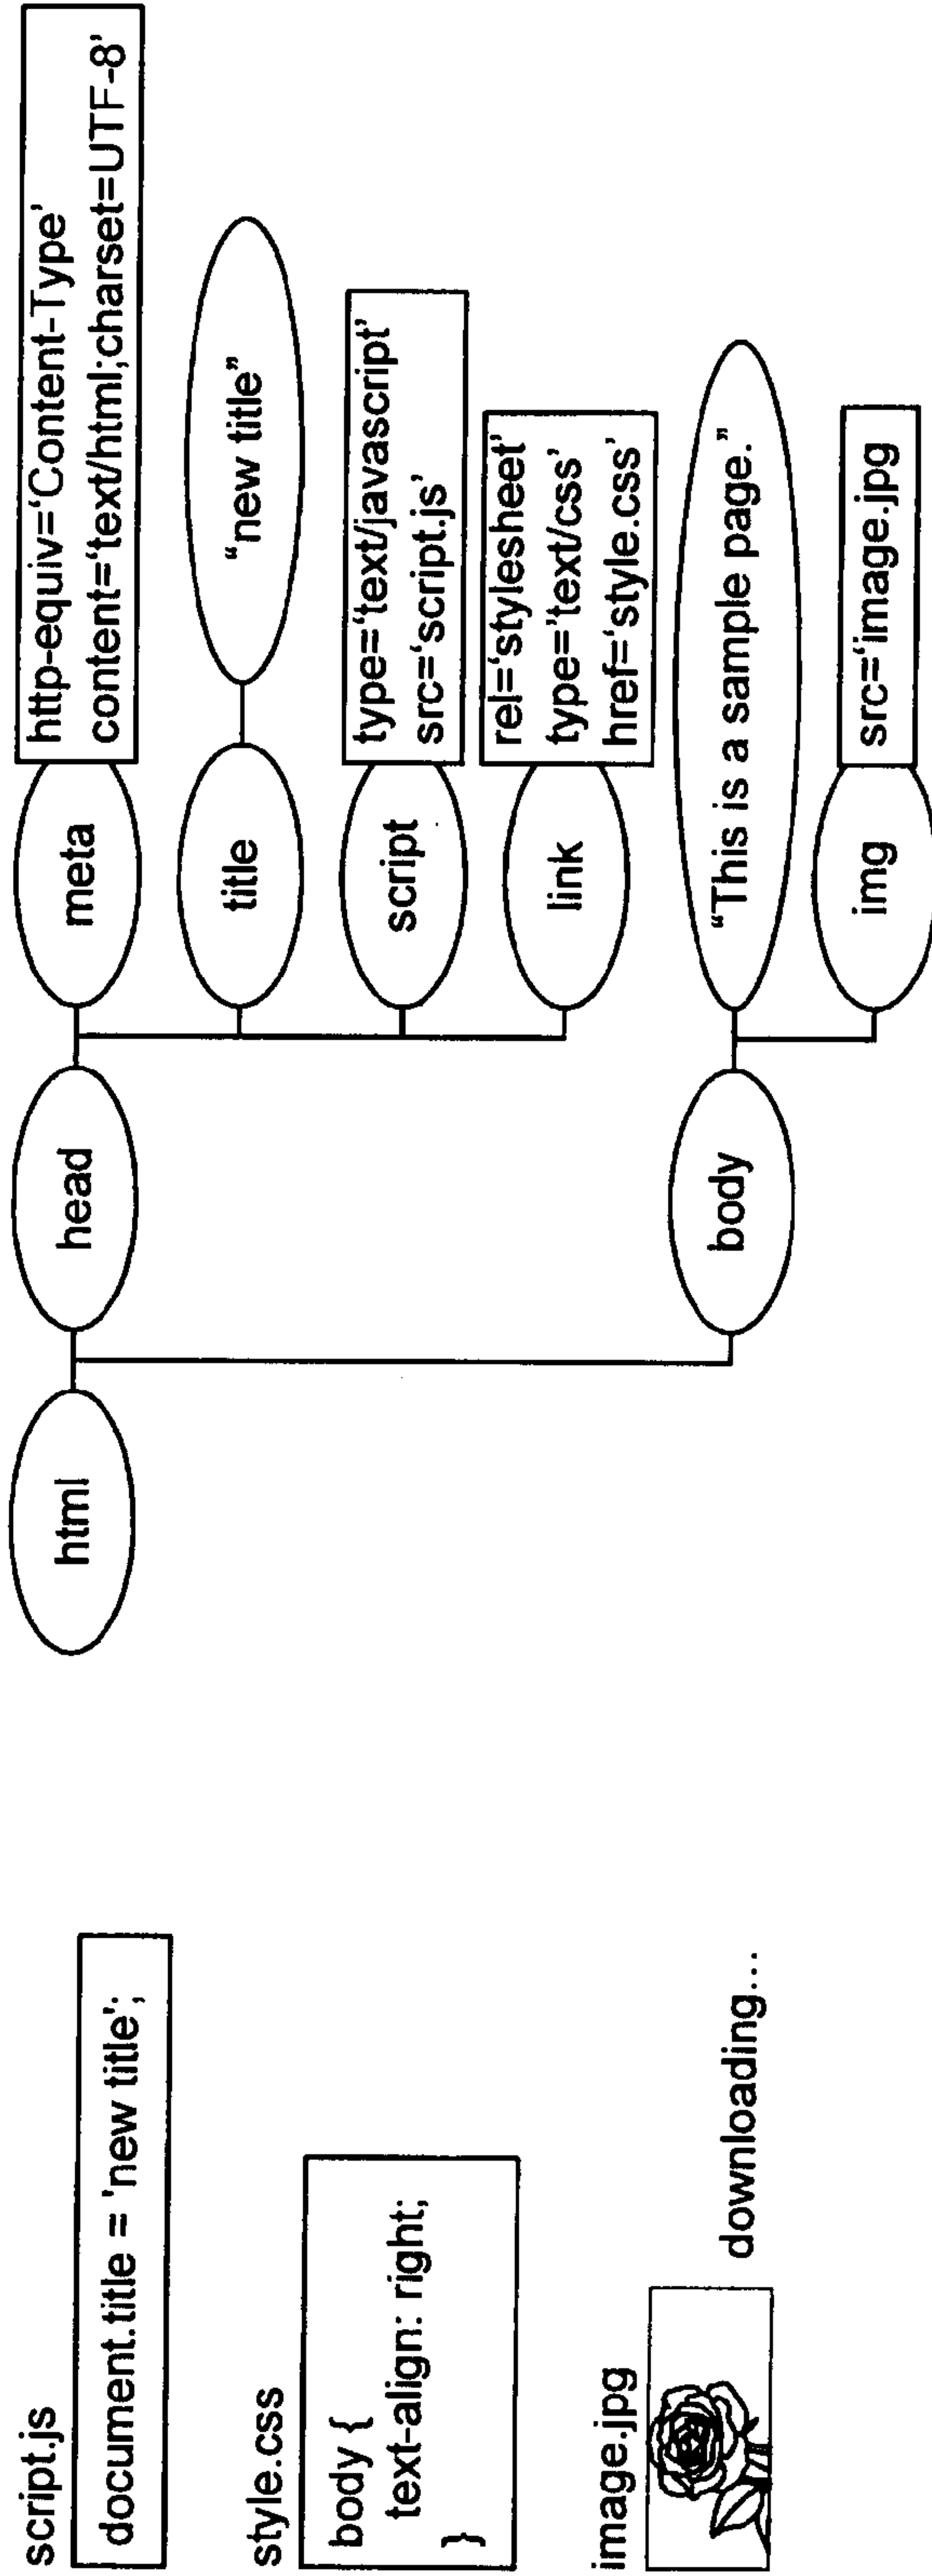 script.js
document.title = 'new title';
style.css
body {
text-align: right;
}
image.jpg
downloading...
html
head
meta
http-equiv=‘Content-Type’
content=‘text/html;charset=UTF-8’
title
“new title”
script
type=‘text/javascript’
src=‘script.js’
link
rel=‘stylesheet’
type=’text/css’
href=‘style.css’
body
“This is a sample page.”
img
src=‘image.jpg